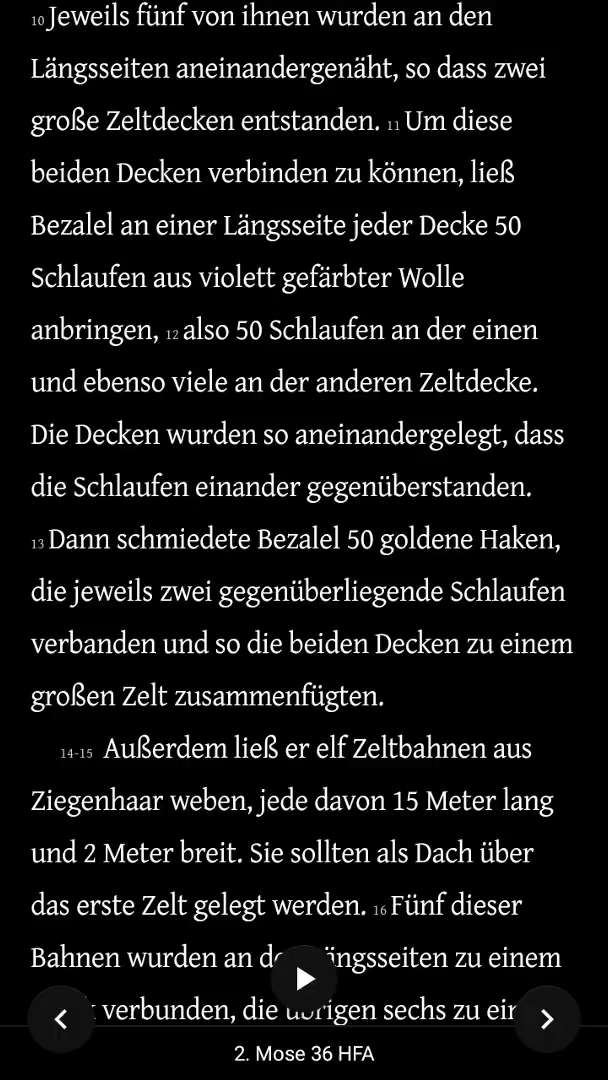 10 Jeweils fünf von ihnen wurden an den
Längsseiten aneinandergenäht, so dass zwei
große Zeltdecken entstanden. 11 Um diese
beiden Decken verbinden zu können, ließ
Bezalel an einer Längsseite jeder Decke 50
Schlaufen aus violett gefärbter Wolle
anbringen, 12 also 50 Schlaufen an der einen
und ebenso viele an der anderen Zeltdecke.
Die Decken wurden so aneinandergelegt, dass
die Schlaufen einander gegenüberstanden.
13 Dann schmiedete Bezalel 50 goldene Haken,
die jeweils zwei gegenüberliegende Schlaufen
verbanden und so die beiden Decken zu einem
großen Zelt zusammenfügten.
14-15 Außerdem ließ er elf Zeltbahnen aus
Ziegenhaar weben, jede davon 15 Meter lang
und 2 Meter breit. Sie sollten als Dach über
das erste Zelt gelegt werden. 16 Fünf dieser
Bahnen wurden an Längsseiten zu einem
verbunden, die übrigen sechs zu
2. Mose 36 HFA